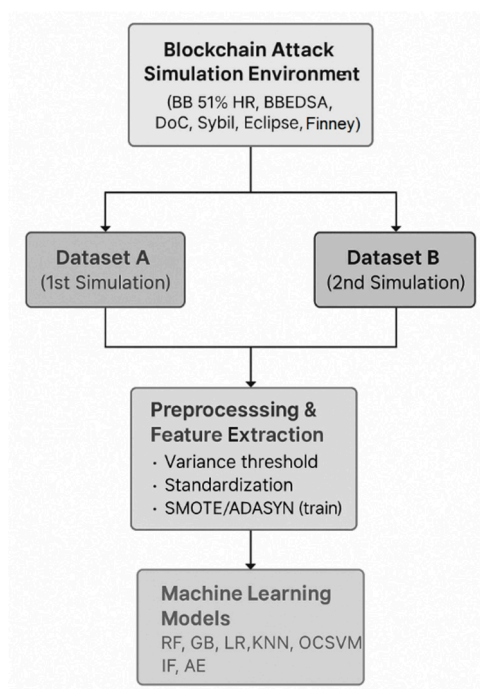 Blockchain Attack
Simulation Environment
(BB 51% HR, BBEDSA,
DoC, Sybil, Eclipse, Finney)
Dataset A
(1st Simulation)
Dataset B
(2nd Simulation)
Preprocesssing &
Feature Extraction
· Variance threshold
· Standardization
· SMOTE/ADASYN (train)
Machine Learning
Models
RF, GB, LR,KNN, OCSVM
IF, AE